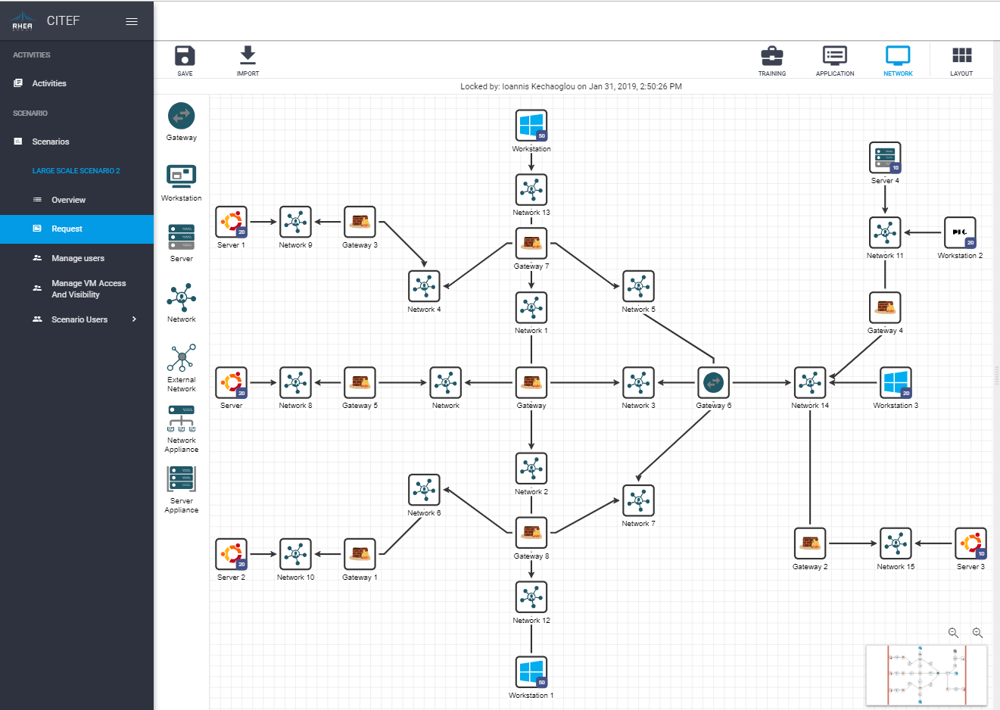 RHEA
GROUP
CITEF
ACTIVITIES
Activities
SCENARIO
Scenarios
LARGE SCALE SCENARIO 2
Overview
Request
Manage users
Manage VM Access
And Visibility
Scenario Users
SAVE
IMPORT
TRAINING
APPLICATION
NETWORK
LAYOUT
Locked by: Ioannis Kechaoglou on Jan 31, 2019, 2:50:26 PM
Gateway
Workstation
Server
Network
External
Network
Network
Appliance
Server
Appliance
50
Workstation
10
Server 4
Network 13
20
Server 1
Network 9
Gateway 3
Gateway 7
Network 11
20
Workstation 2
Network 4
Network 1
Network 5
Gateway 4
20
Server
Network 8
Gateway 5
Network
Gateway
Network 3
Gateway 6
Network 14
20
Workstation 3
Network 2
Network 6
Network 7
Gateway 8
20
Server 2
Network 10
Gateway 1
Gateway 2
Network 15
10
Server 3
Network 12
50
Workstation 1